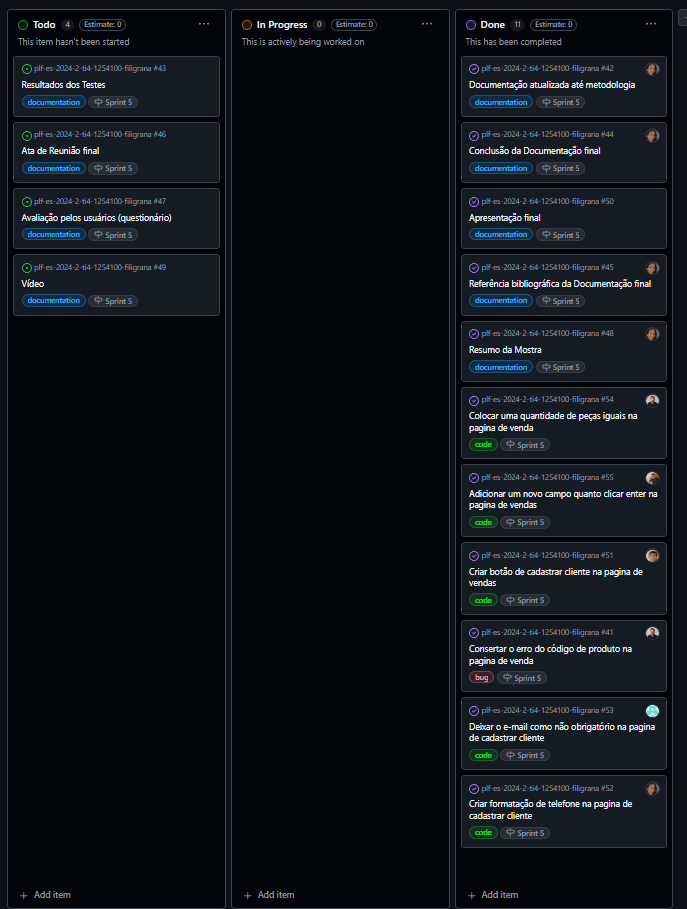 Todo 4 Estimate: 0 ...
This item hasn't been started
plf-es-2024-2-ti4-1254100-filigrana #43
Resultados dos Testes
documentation Sprint 5
plf-es-2024-2-ti4-1254100-filigrana #46
Ata de Reunião final
documentation Sprint 5
plf-es-2024-2-ti4-1254100-filigrana #47
Avaliação pelos usuários (questionário)
documentation Sprint 5
plf-es-2024-2-ti4-1254100-filigrana #49
Vídeo
documentation Sprint 5
+ Add item
In Progress 0 Estimate: 0 ...
This is actively being worked on
+ Add item
Done 11 Estimate: 0 ...
This has been completed
plf-es-2024-2-ti4-1254100-filigrana #42
Documentação atualizada até metodologia
documentation Sprint 5
plf-es-2024-2-ti4-1254100-filigrana #44
Conclusão da Documentação final
documentation Sprint 5
plf-es-2024-2-ti4-1254100-filigrana #50
Apresentação final
documentation Sprint 5
plf-es-2024-2-ti4-1254100-filigrana #45
Referência bibliográfica da Documentação final
documentation Sprint 5
plf-es-2024-2-ti4-1254100-filigrana #48
Resumo da Mostra
documentation Sprint 5
plf-es-2024-2-ti4-1254100-filigrana #54
Colocar uma quantidade de peças iguais na
pagina de venda
code Sprint 5
plf-es-2024-2-ti4-1254100-filigrana #55
Adicionar um novo campo quanto clicar enter na
pagina de vendas
code Sprint 5
plf-es-2024-2-ti4-1254100-filigrana #51
Criar botão de cadastrar cliente na pagina de
vendas
code Sprint 5
plf-es-2024-2-ti4-1254100-filigrana #41
Consertar o erro do código de produto na
pagina de venda
bug Sprint 5
plf-es-2024-2-ti4-1254100-filigrana #53
Deixar o e-mail como não obrigatório na pagina
de cadastrar cliente
code Sprint 5
plf-es-2024-2-ti4-1254100-filigrana #52
Criar formatação de telefone na pagina de
cadastrar cliente
code Sprint 5
+ Add item